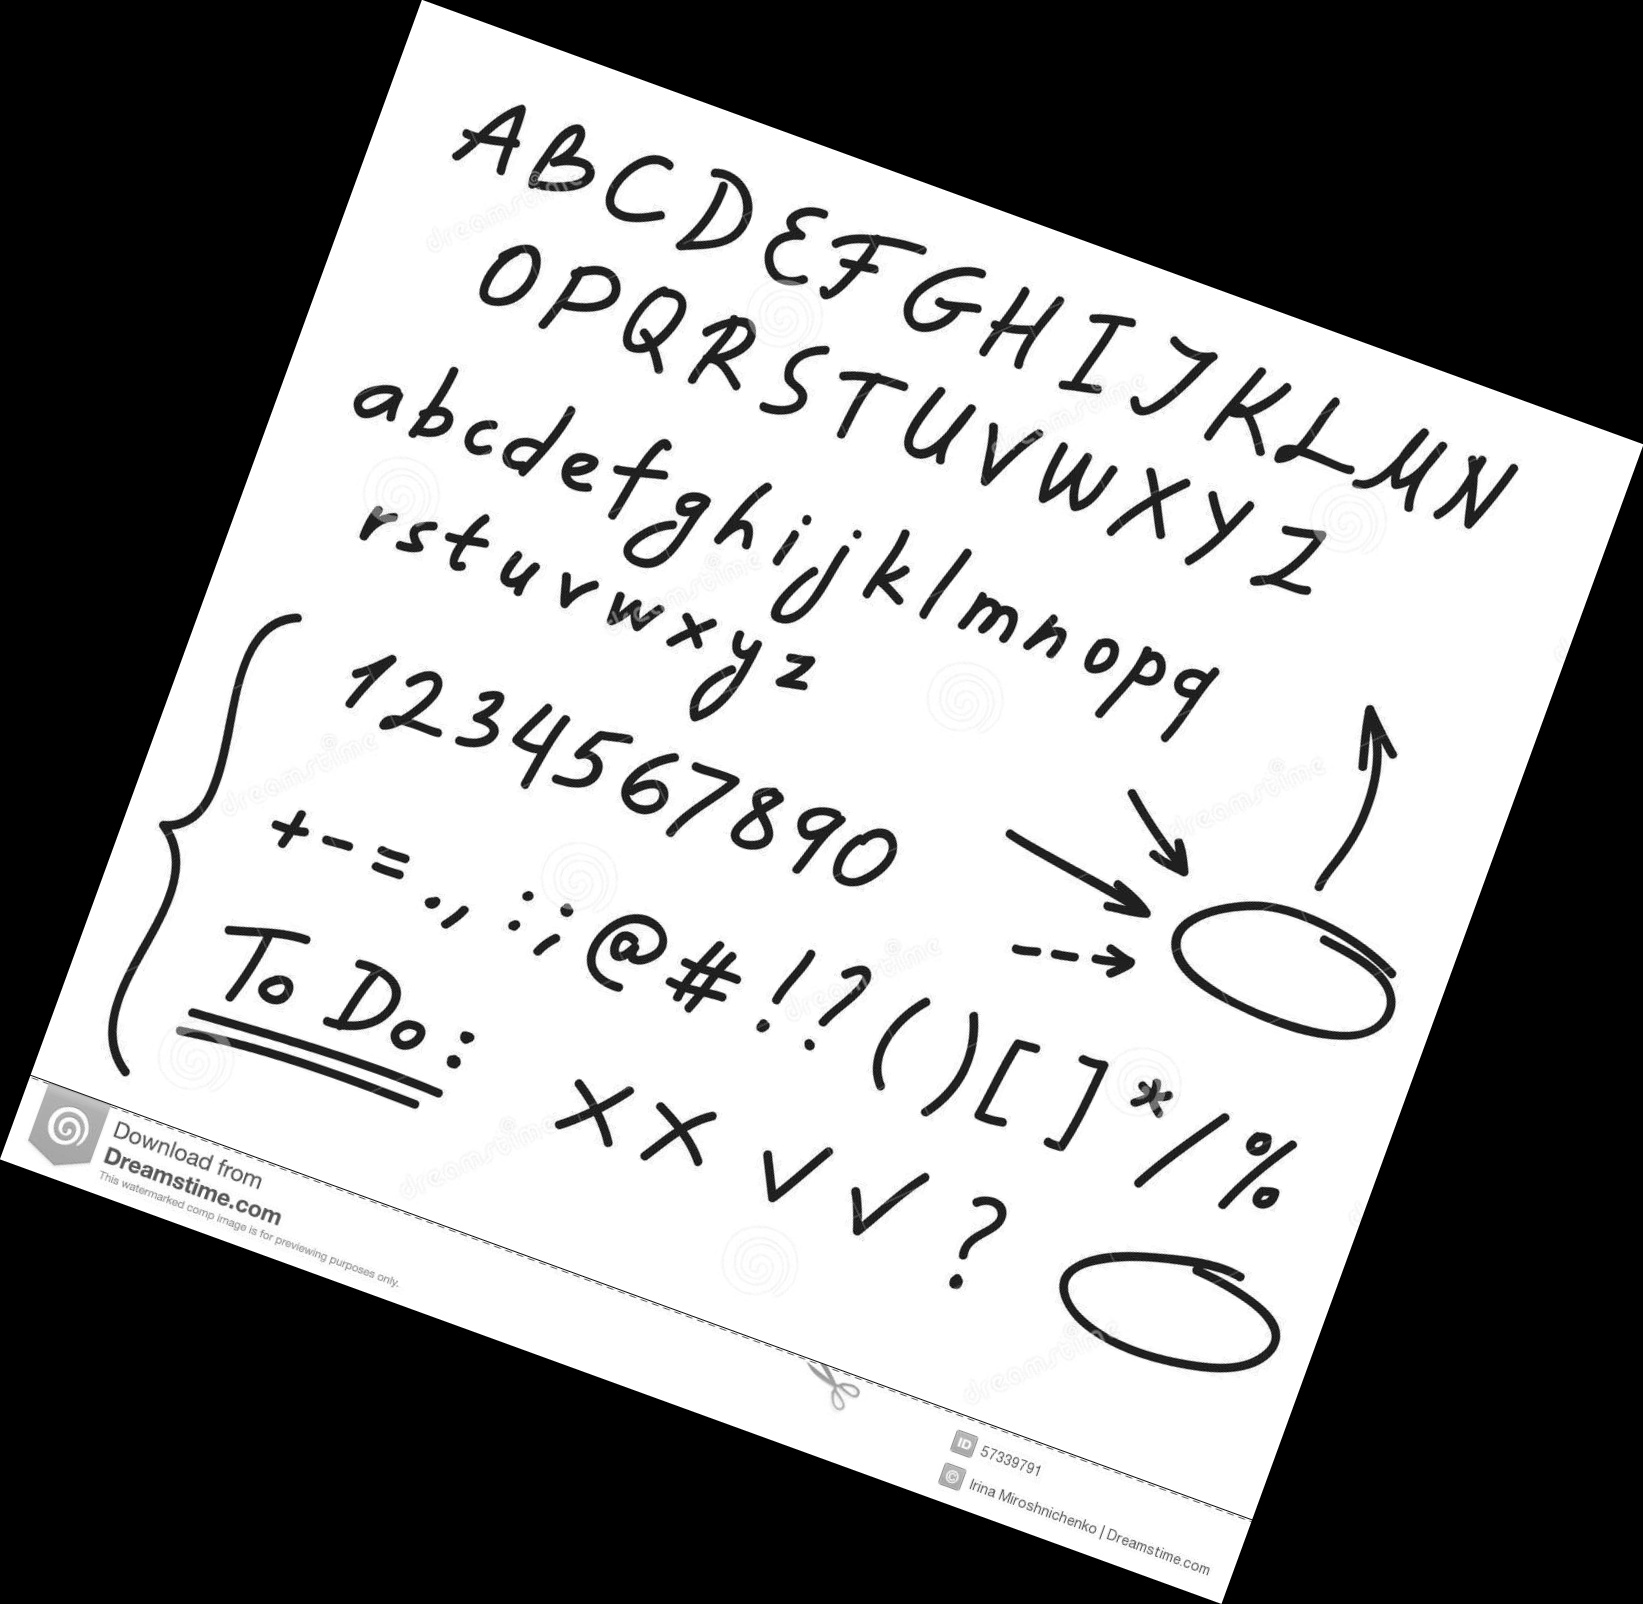 ABCDEFGHIJKLMN
OPQRSTUVWXYZ
abcdefghijklmnopq
rstuvwxyz
1234567890
+-=., :;@#!?()[]*/%
To Do:
XX✓✓?
Download from
Dreamstime.com
This watermarked comp image is for previewing purposes only.
ID 57339791
© Irina Miroshnichenko | Dreamstime.com